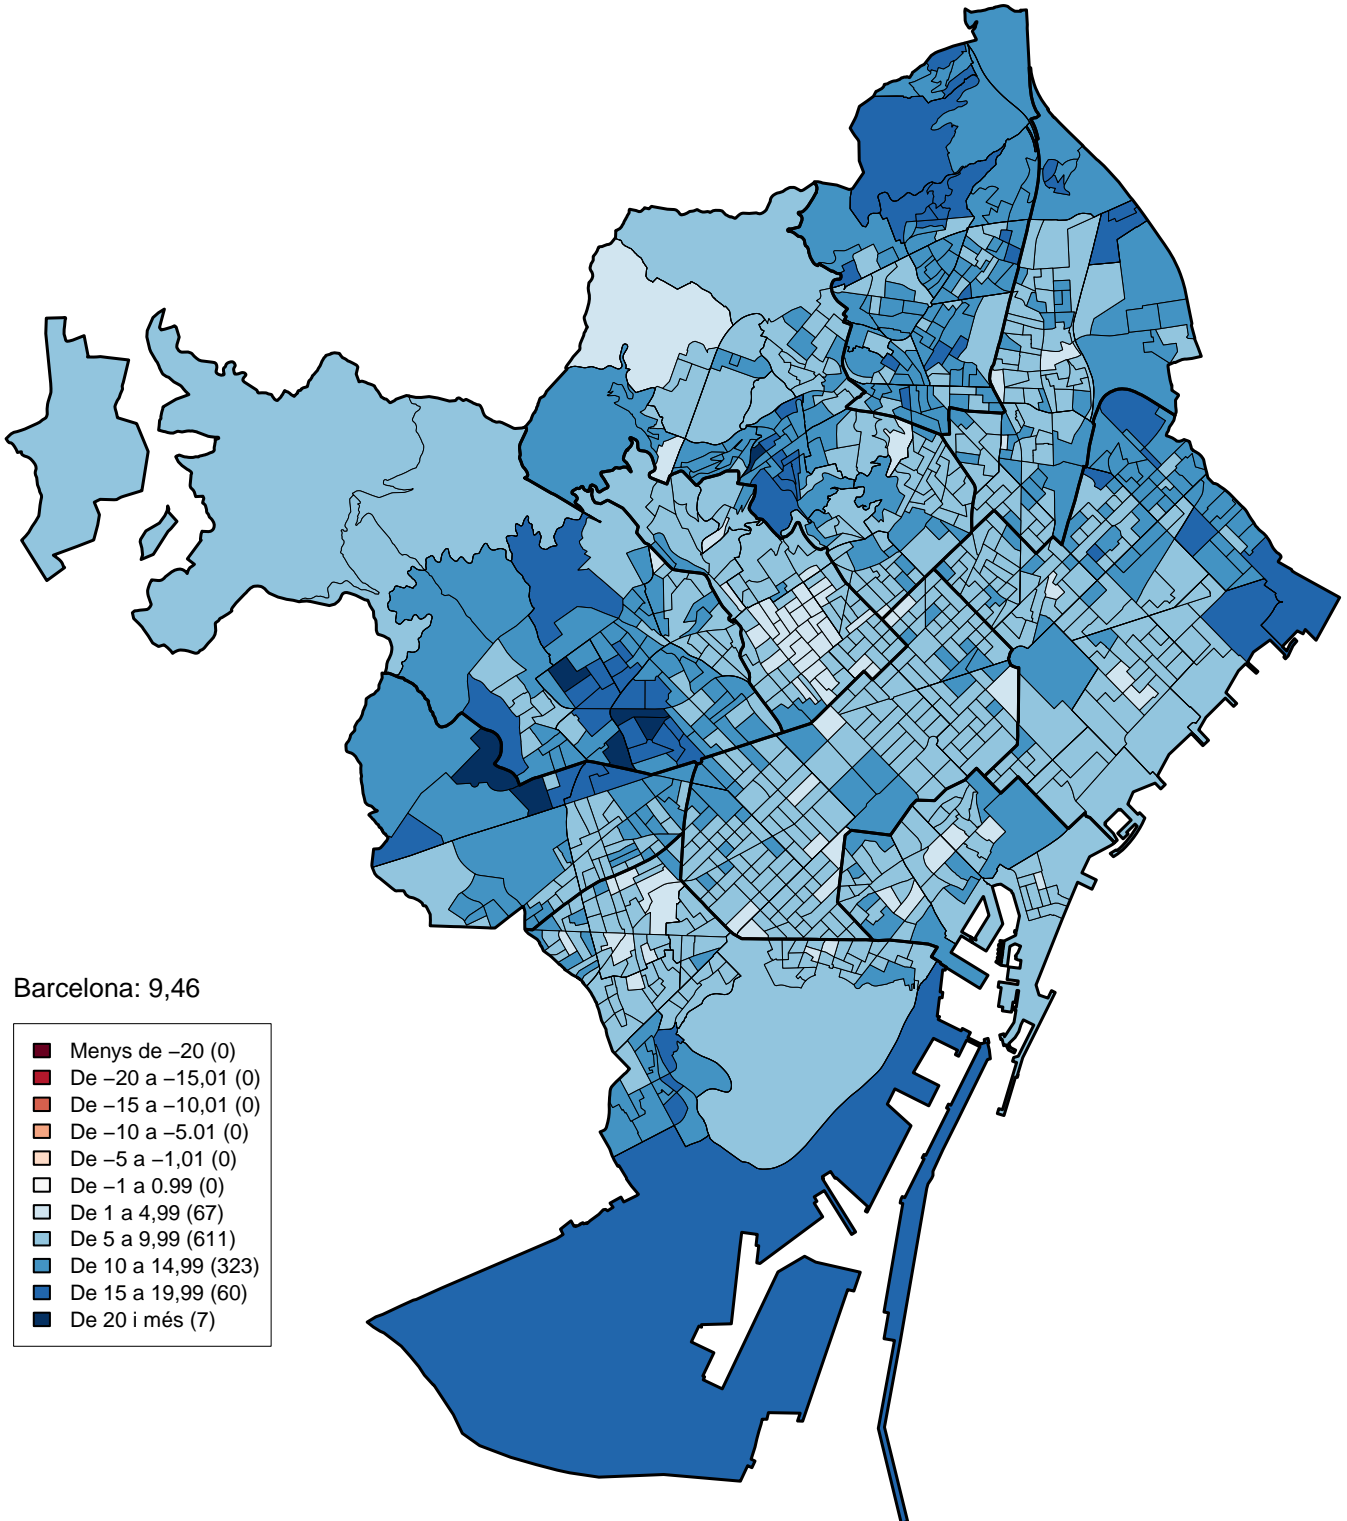 Barcelona: 9,46
Menys de −20 (0)
De −20 a −15,01 (0)
De −15 a −10,01 (0)
De −10 a −5.01 (0)
De −5 a −1,01 (0)
De −1 a 0.99 (0)
De 1 a 4,99 (67)
De 5 a 9,99 (611)
De 10 a 14,99 (323)
De 15 a 19,99 (60)
De 20 i més (7)